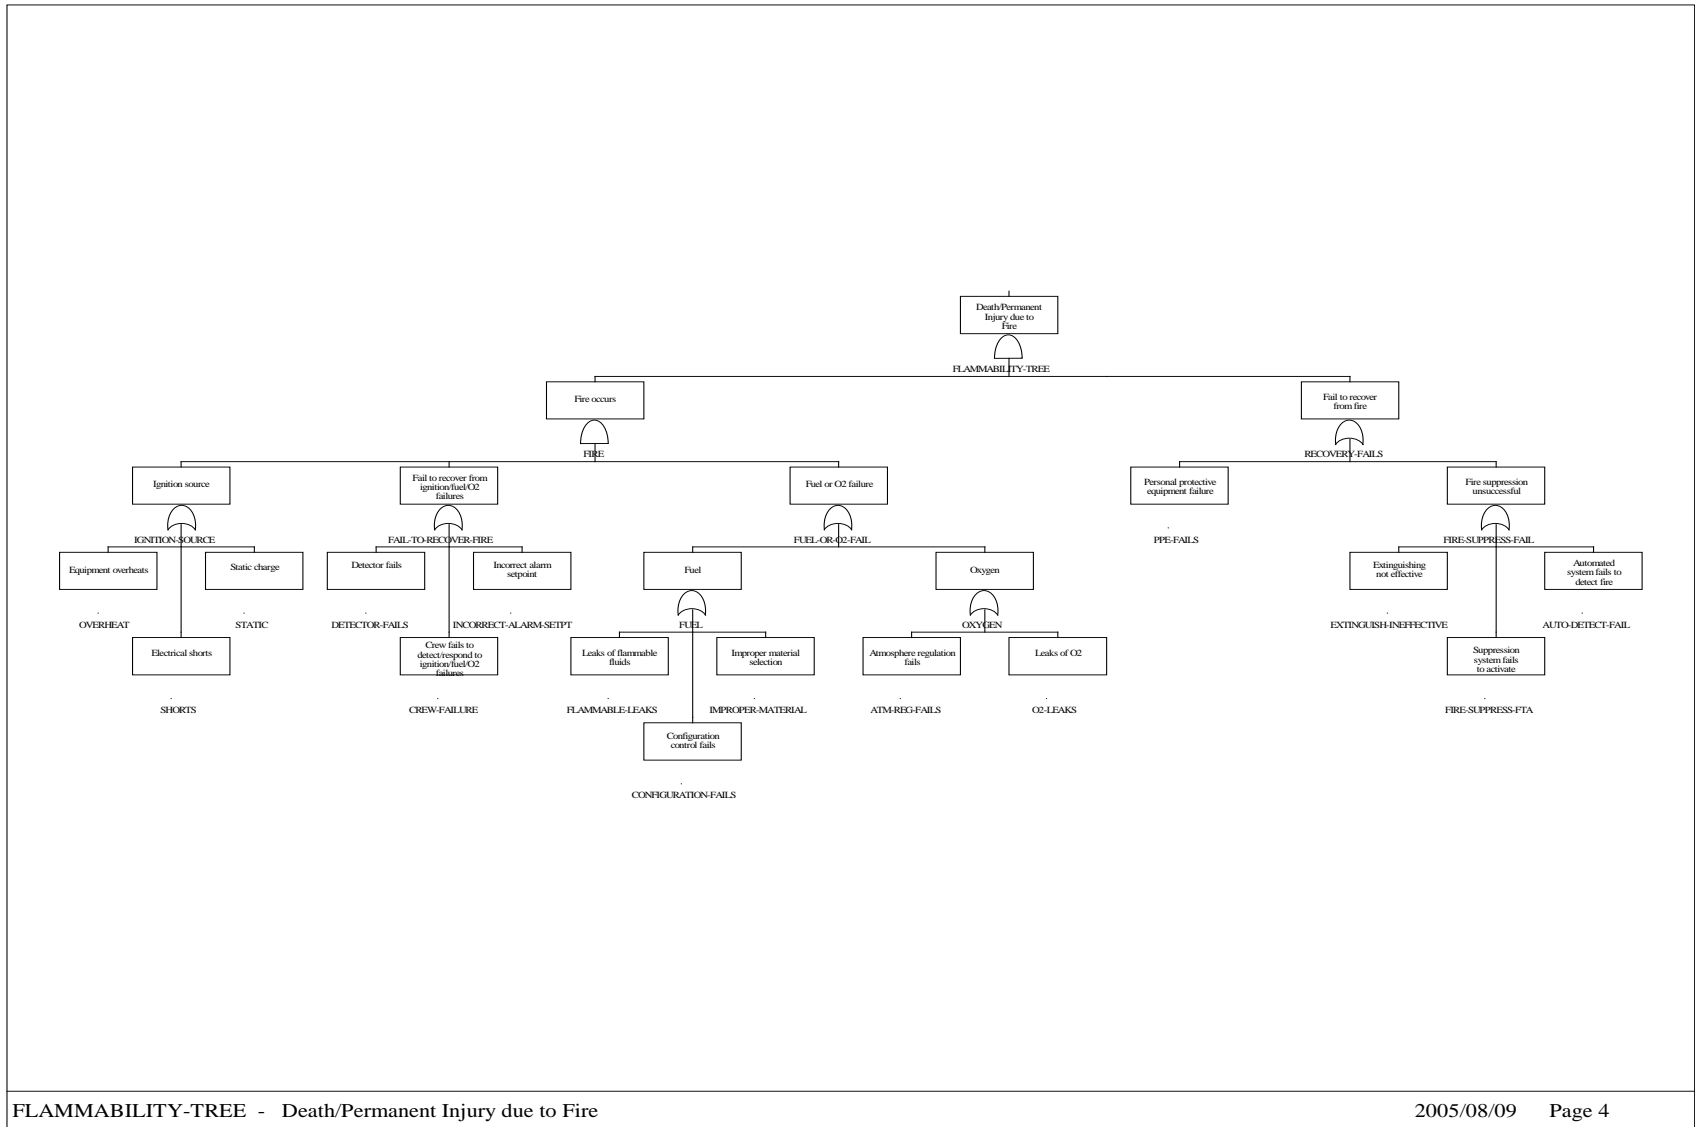 Death/Permanent
Injury due to
Fire
FLAMMABILITY-TREE
Fire occurs
Fail to recover
from fire
FIRE
RECOVERY-FAILS
Ignition source
Fail to recover from
ignition/fuel/O2
failures
Fuel or O2 failure
Personal protective
equipment failure
Fire suppression
unsuccessful
IGNITION-SOURCE
FAIL-TO-RECOVER-FIRE
FUEL-OR-O2-FAIL
PPE-FAILS
FIRE-SUPPRESS-FAIL
Equipment overheats
Static charge
Detector fails
Incorrect alarm
setpoint
Fuel
Oxygen
Extinguishing
not effective
Automated
system fails to
detect fire
OVERHEAT
STATIC
DETECTOR-FAILS
INCORRECT-ALARM-SETPT
FUEL
OXYGEN
EXTINGUISH-INEFFECTIVE
AUTO-DETECT-FAIL
Electrical shorts
Crew fails to
detect/respond to
ignition/fuel/O2
failures
Leaks of flammable
fluids
Improper material
selection
Atmosphere regulation
fails
Leaks of O2
Suppression
system fails
to activate
SHORTS
CREW-FAILURE
FLAMMABLE-LEAKS
IMPROPER-MATERIAL
ATM-REG-FAILS
O2-LEAKS
FIRE-SUPPRESS-FTA
Configuration
control fails
CONFIGURATION-FAILS
FLAMMABILITY-TREE - Death/Permanent Injury due to Fire
2005/08/09 Page 4